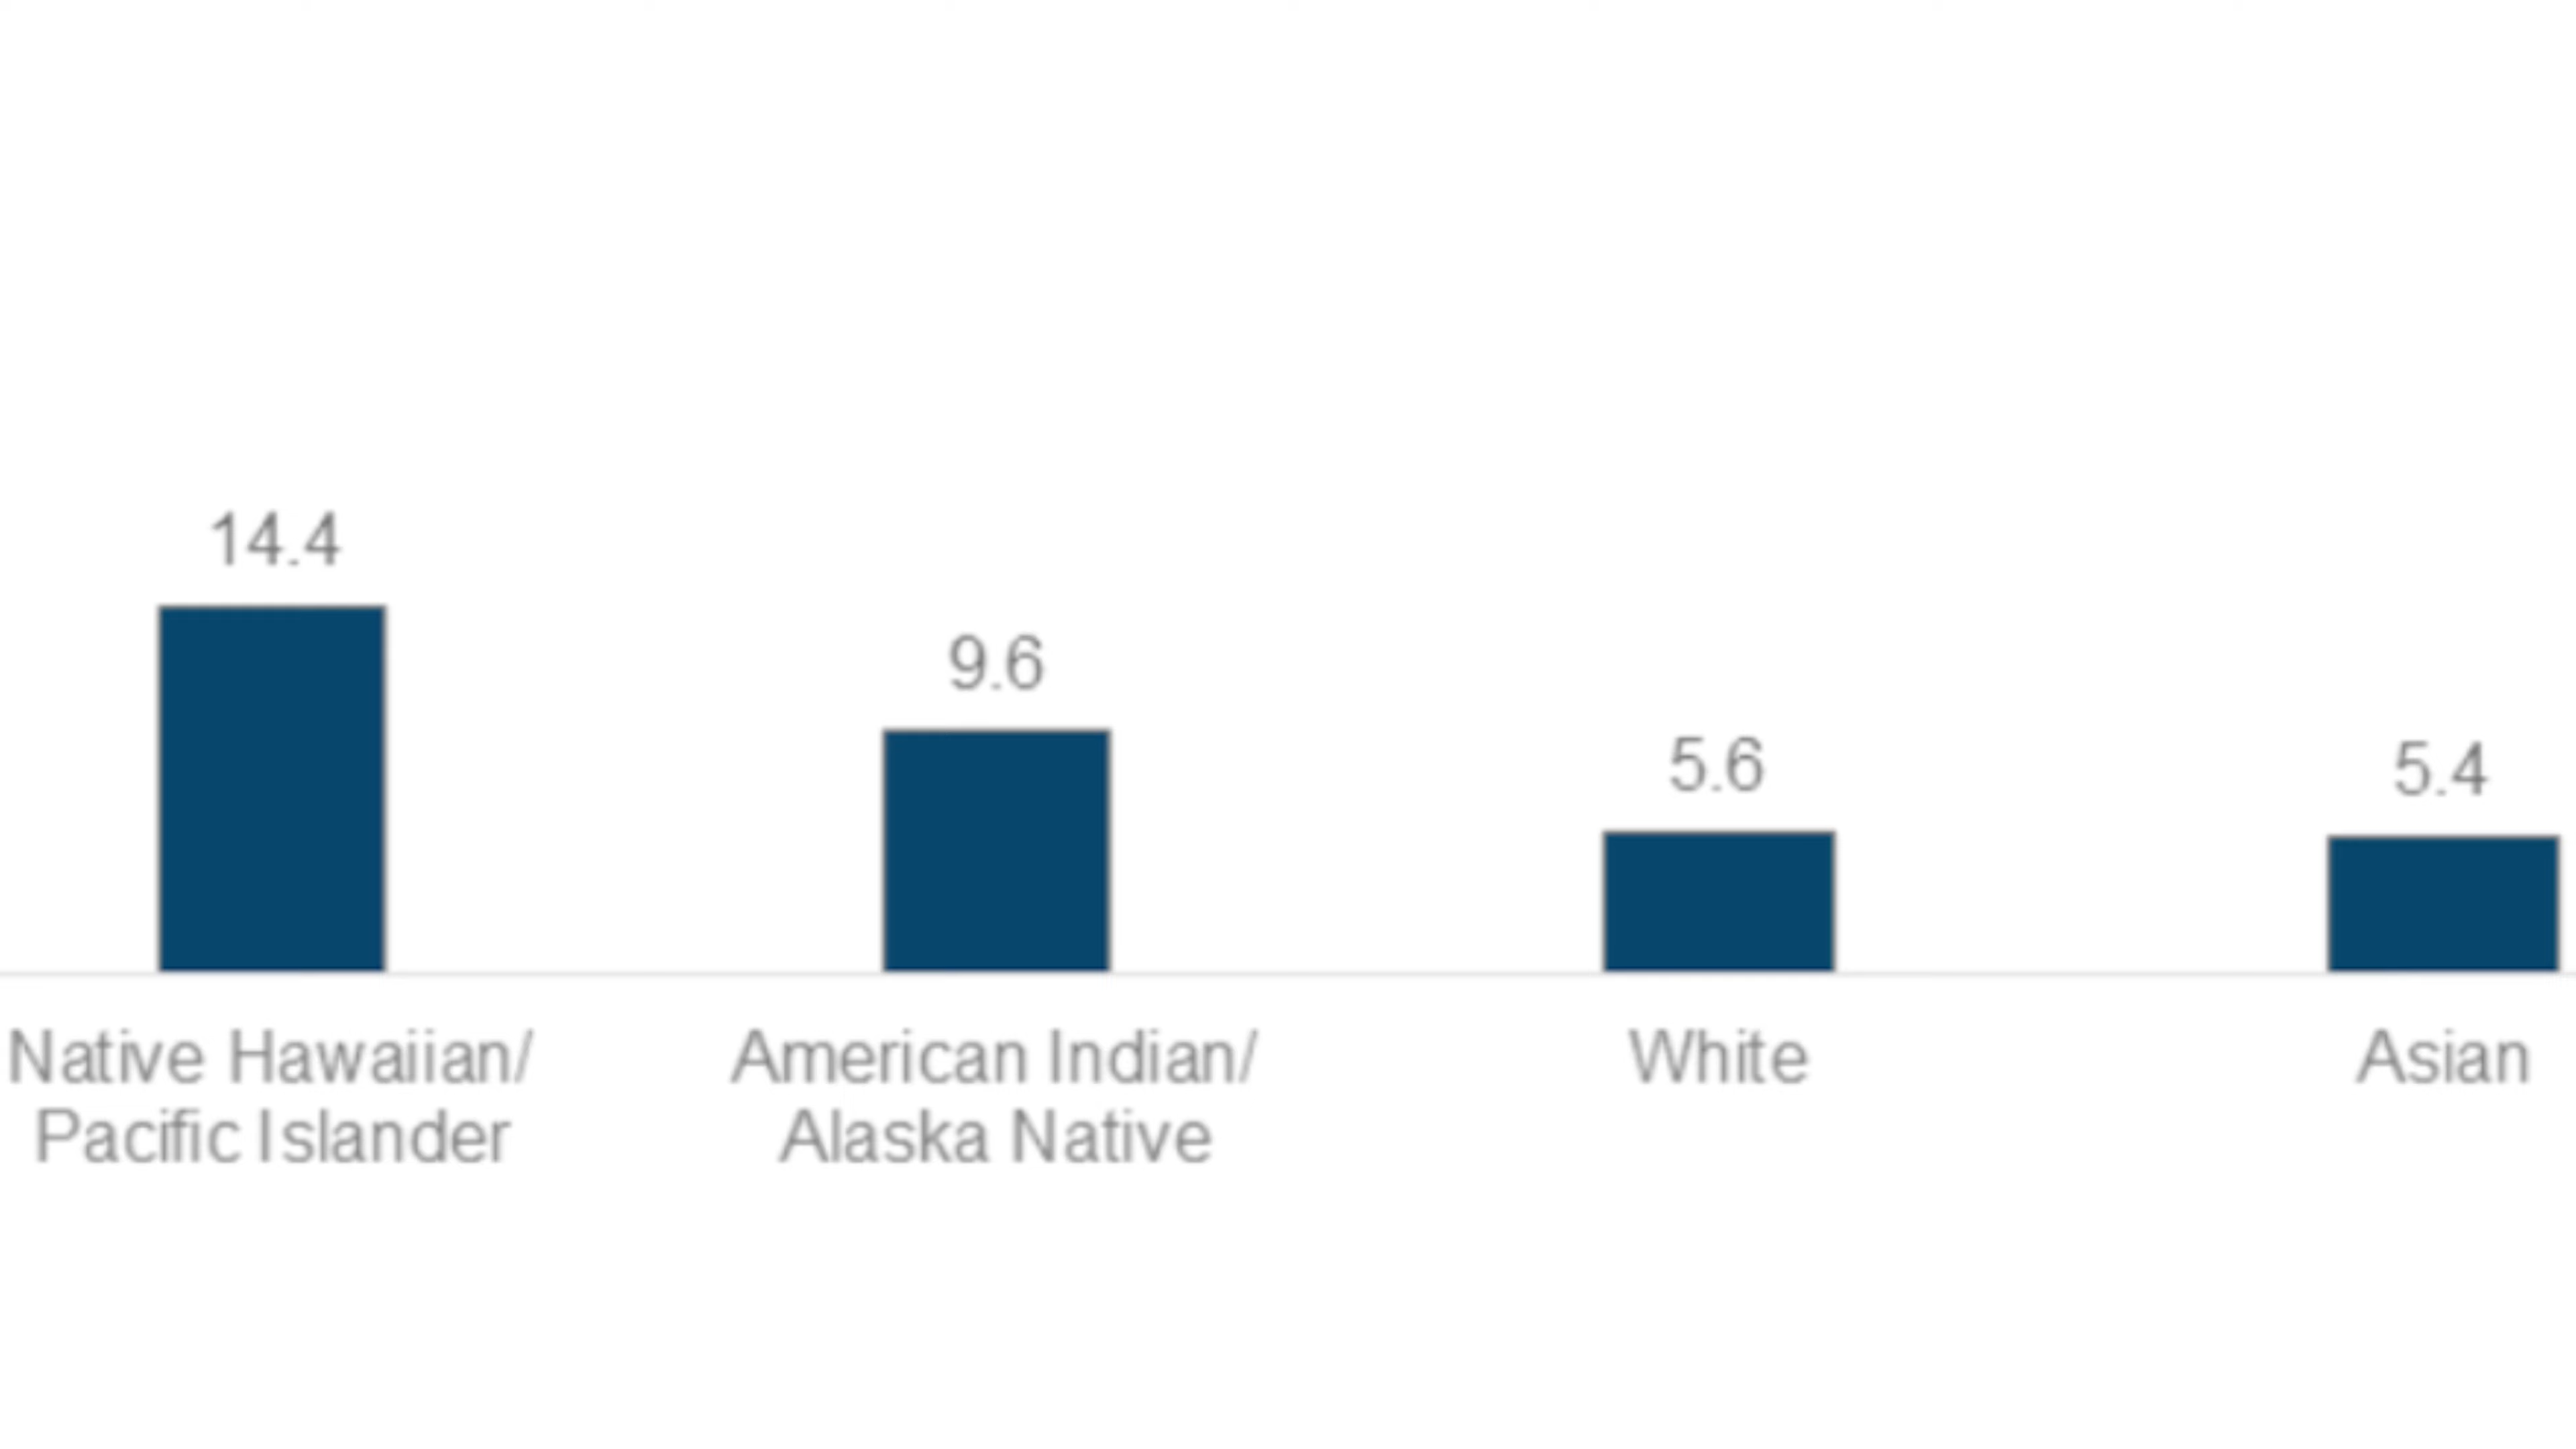 14.4
9.6
5.6
5.4
Native Hawaiian/
Pacific Islander
American Indian/
Alaska Native
White
Asian